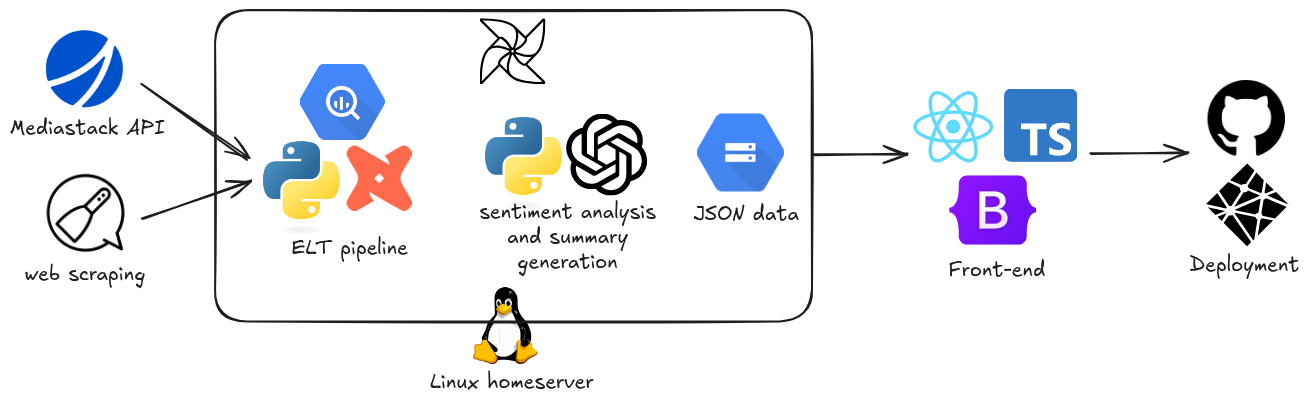 Mediastack API
web scraping
ELT pipeline
sentiment analysis
and summary
generation
JSON data
Linux homeserver
TS
B
Front-end
Deployment